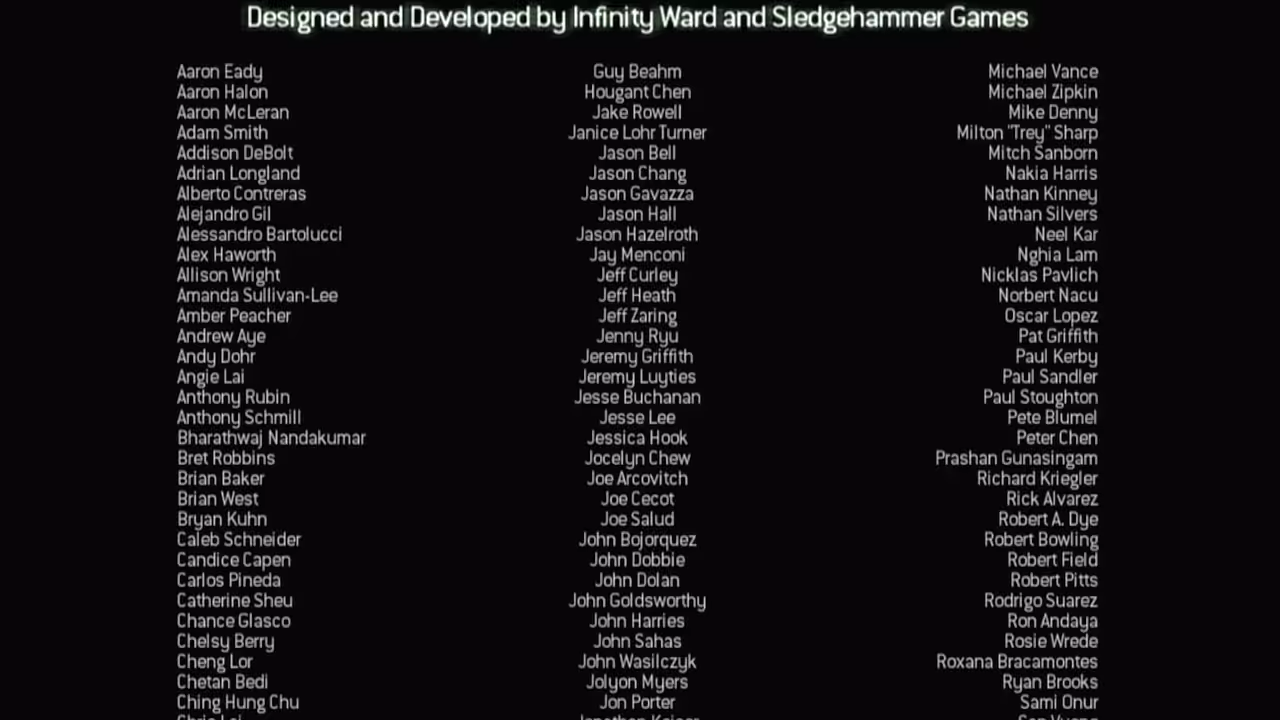 Designed and Developed by Infinity Ward and Sledgehammer Games
Aaron Eady
Aaron Halon
Aaron McLeran
Adam Smith
Addison DeBolt
Adrian Longland
Alberto Contreras
Alejandro Gil
Alessandro Bartolucci
Alex Haworth
Allison Wright
Amanda Sullivan-Lee
Amber Peacher
Andrew Aye
Andy Dohr
Angie Lai
Anthony Rubin
Anthony Schmill
Bharathwaj Nandakumar
Bret Robbins
Brian Baker
Brian West
Bryan Kuhn
Caleb Schneider
Candice Capen
Carlos Pineda
Catherine Sheu
Chance Glasco
Chelsy Berry
Cheng Lor
Chetan Bedi
Ching Hung Chu
Guy Beahm
Hougant Chen
Jake Rowell
Janice Lohr Turner
Jason Bell
Jason Chang
Jason Gavazza
Jason Hall
Jason Hazelroth
Jay Menconi
Jeff Curley
Jeff Heath
Jeff Zaring
Jenny Ryu
Jeremy Griffith
Jeremy Luyties
Jesse Buchanan
Jesse Lee
Jessica Hook
Jocelyn Chew
Joe Arcovitch
Joe Cecot
Joe Salud
John Bojorquez
John Dobbie
John Dolan
John Goldsworthy
John Harries
John Sahas
John Wasilczyk
Jolyon Myers
Jon Porter
Michael Vance
Michael Zipkin
Mike Denny
Milton "Trey" Sharp
Mitch Sanborn
Nakia Harris
Nathan Kinney
Nathan Silvers
Neel Kar
Nghia Lam
Nicklas Pavlich
Norbert Nacu
Oscar Lopez
Pat Griffith
Paul Kerby
Paul Sandler
Paul Stoughton
Pete Blumel
Peter Chen
Prashan Gunasingam
Richard Kriegler
Rick Alvarez
Robert A. Dye
Robert Bowling
Robert Field
Robert Pitts
Rodrigo Suarez
Ron Andaya
Rosie Wrede
Roxana Bracamontes
Ryan Brooks
Sami Onur